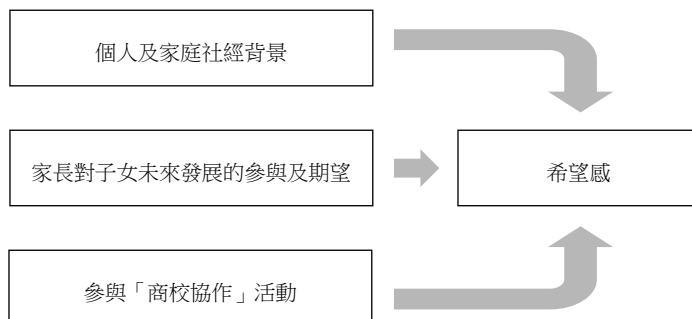 個人及家庭社經背景
家長對子女未來發展的參與及期望
希望感
參與「商校協作」活動